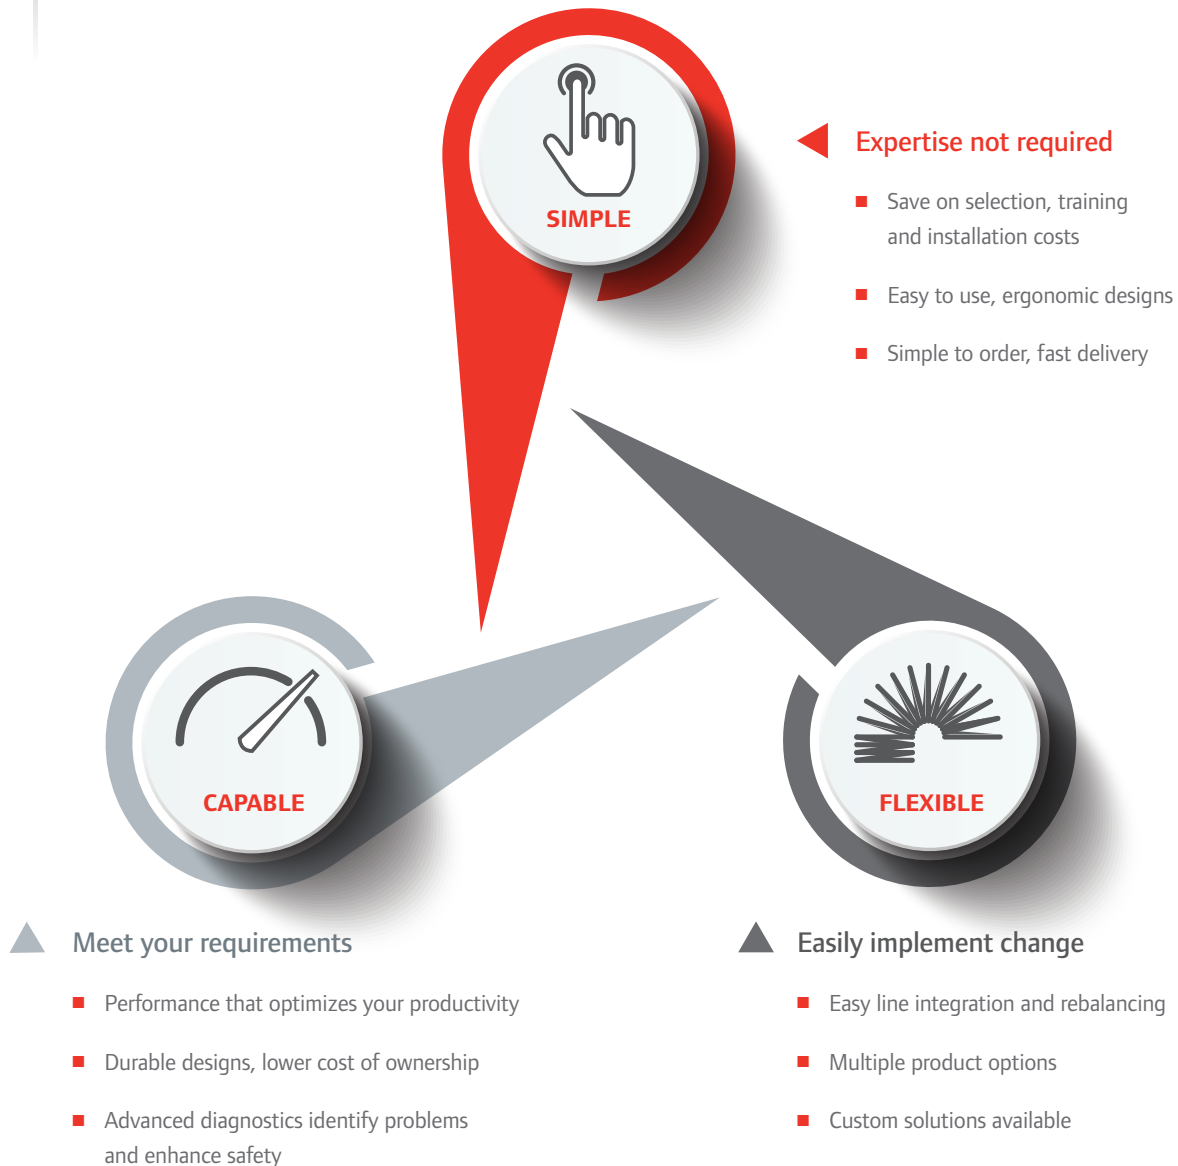 SIMPLE
Expertise not required
Save on selection, training
and installation costs
Easy to use, ergonomic designs
Simple to order, fast delivery
CAPABLE
FLEXIBLE
Meet your requirements
Performance that optimizes your productivity
Durable designs, lower cost of ownership
Advanced diagnostics identify problems
and enhance safety
Easily implement change
Easy line integration and rebalancing
Multiple product options
Custom solutions available